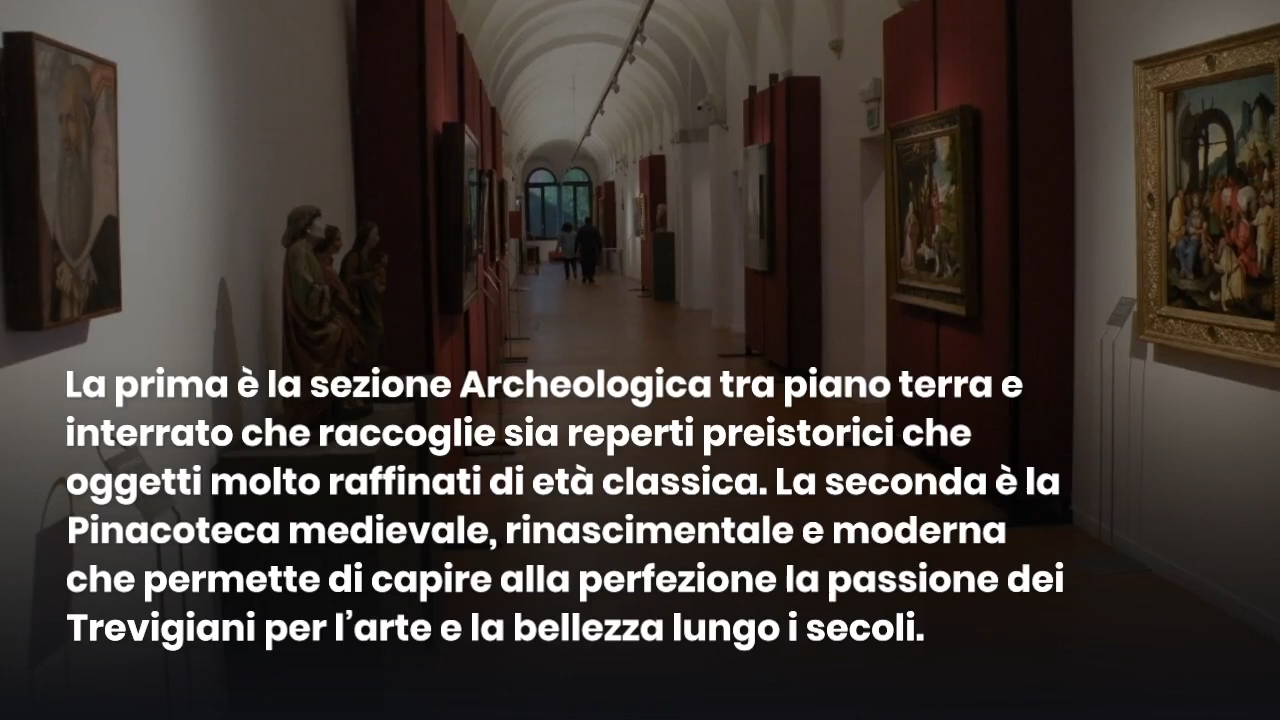 La prima è la sezione Archeologica tra piano terra e
interrato che raccoglie sia reperti preistorici che
oggetti molto raffinati di età classica. La seconda è la
Pinacoteca medievale, rinascimentale e moderna
che permette di capire alla perfezione la passione dei
Trevigiani per l’arte e la bellezza lungo i secoli.